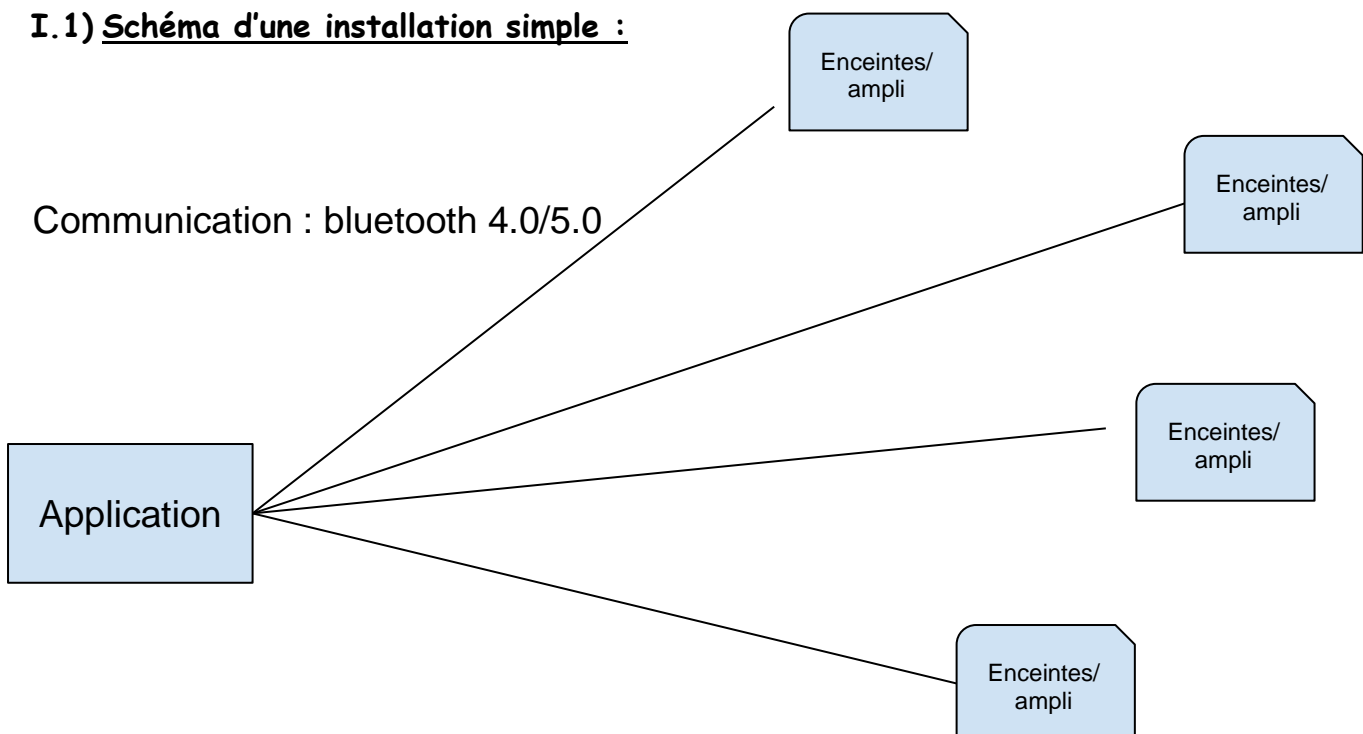 I.1) Schéma d’une installation simple :
Enceintes/
ampli
Enceintes/
ampli
Communication : bluetooth 4.0/5.0
Enceintes/
ampli
Application
Enceintes/
ampli